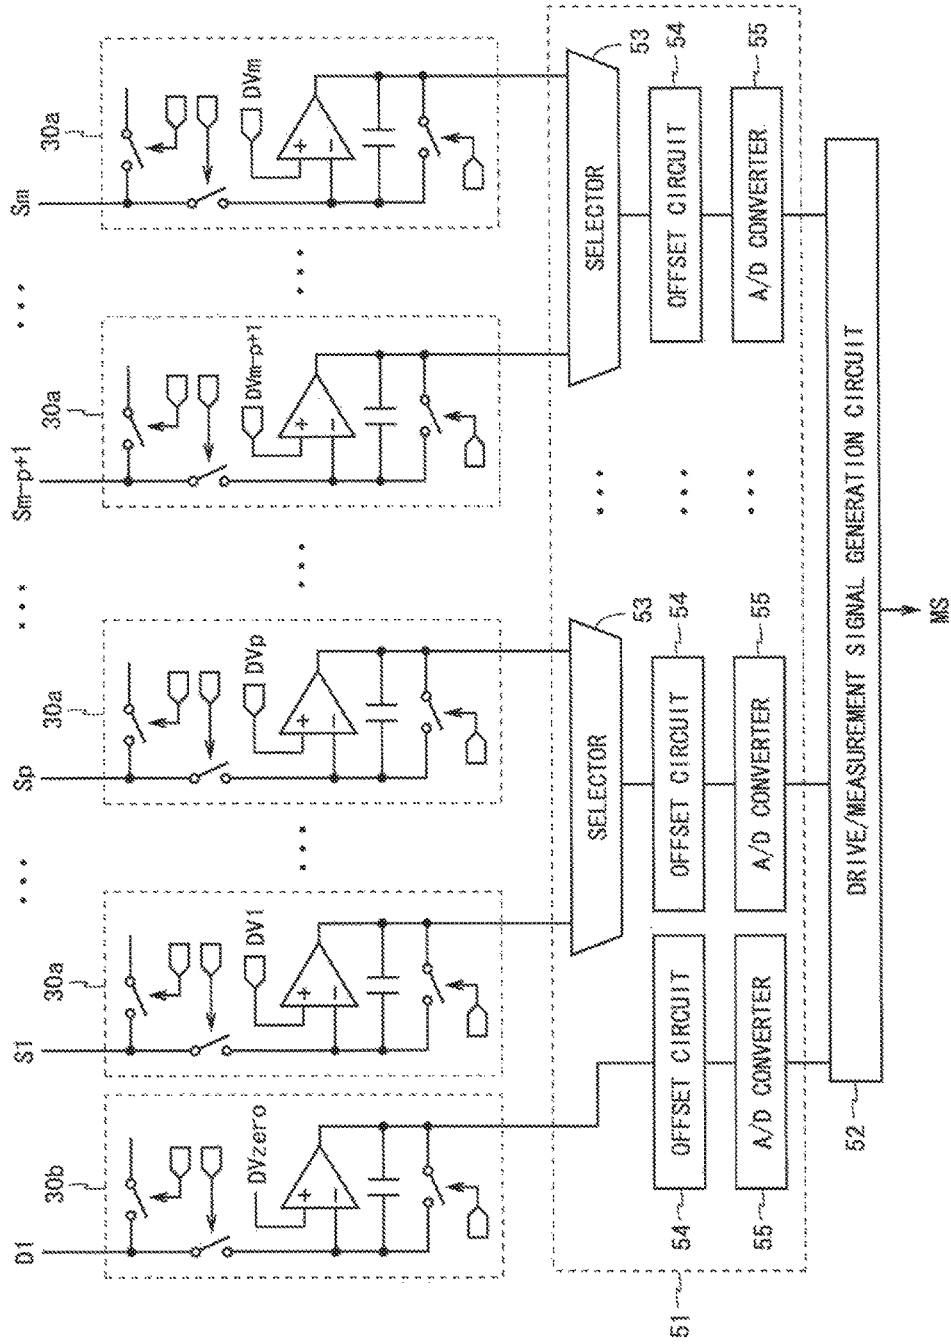 D1 S1 ... Sp ... Sm-p+1 ... Sm
30b 30a 30a 30a 30a
DVzero DV1 DVp DVm-p+1 DVm
+ + + + +
− − − − −
... ... ...
51
SELECTOR 53 SELECTOR 53
...
54 OFFSET CIRCUIT OFFSET CIRCUIT 54 ... OFFSET CIRCUIT 54
55 A/D CONVERTER A/D CONVERTER 55 ... A/D CONVERTER 55
52 DRIVE/MEASUREMENT SIGNAL GENERATION CIRCUIT
MS